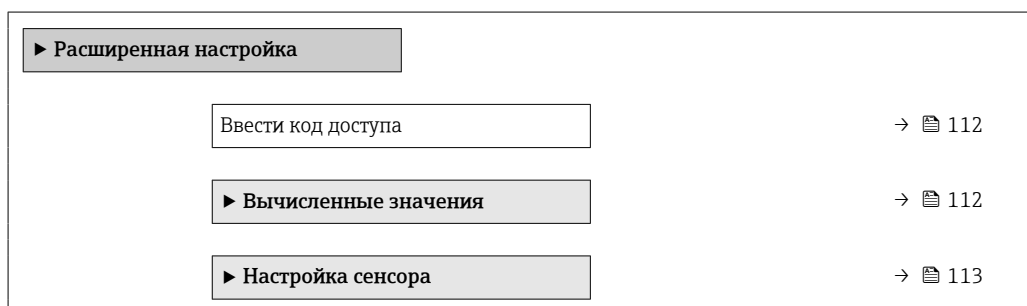 ▶ Расширенная настройка
Ввести код доступа → 112
▶ Вычисленные значения → 112
▶ Настройка сенсора → 113